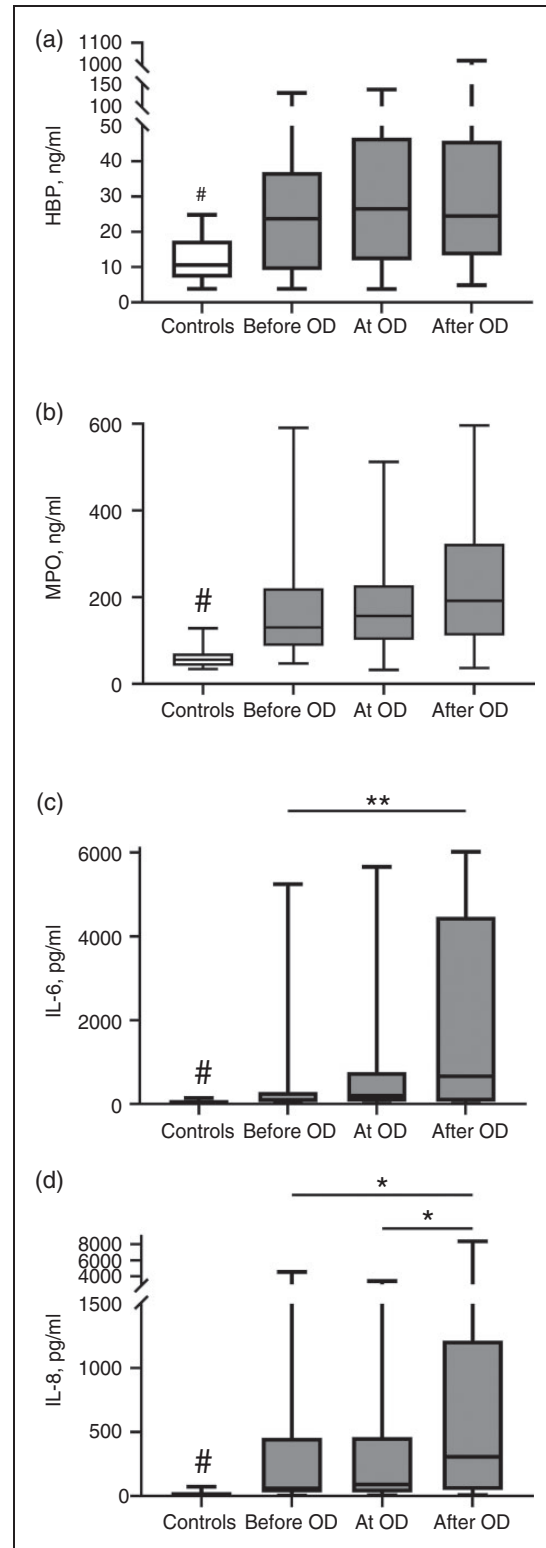 (a)
1100
1000
150
100
50
40
30
20
10
0
HBP, ng/ml
#
Controls Before OD At OD After OD
(b)
600
400
200
0
MPO, ng/ml
#
Controls Before OD At OD After OD
(c)
**
6000
4000
2000
0
IL-6, pg/ml
#
Controls Before OD At OD After OD
(d)
*
*
8000
6000
4000
1500
1000
500
0
IL-8, pg/ml
#
Controls Before OD At OD After OD